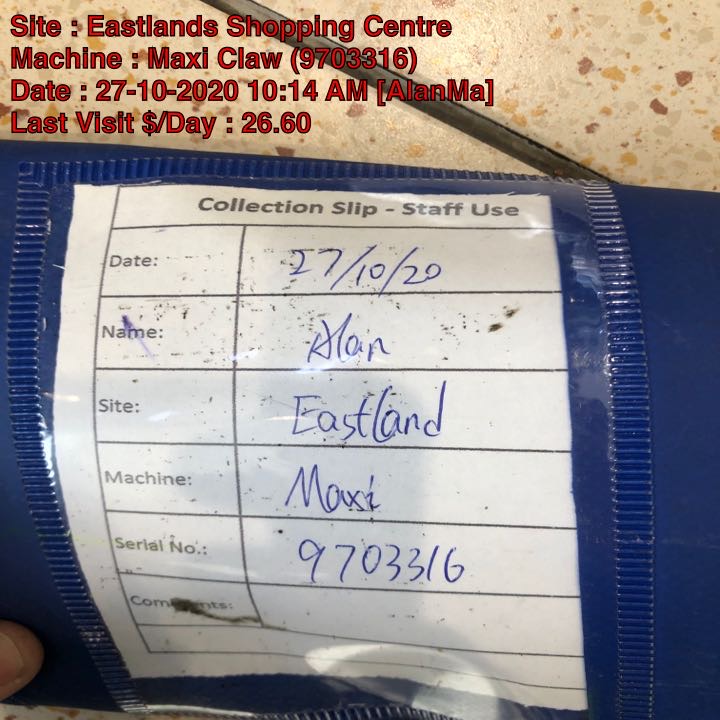 Site : Eastlands Shopping Centre
Machine : Maxi Claw (9703316)
Date : 27-10-2020 10:14 AM [AlanMa]
Last Visit $/Day : 26.60
Collection Slip - Staff Use
Date: 27/10/20
Name: Alan
Site: Eastland
Machine: Maxi
Serial No.: 9703316
Comments: